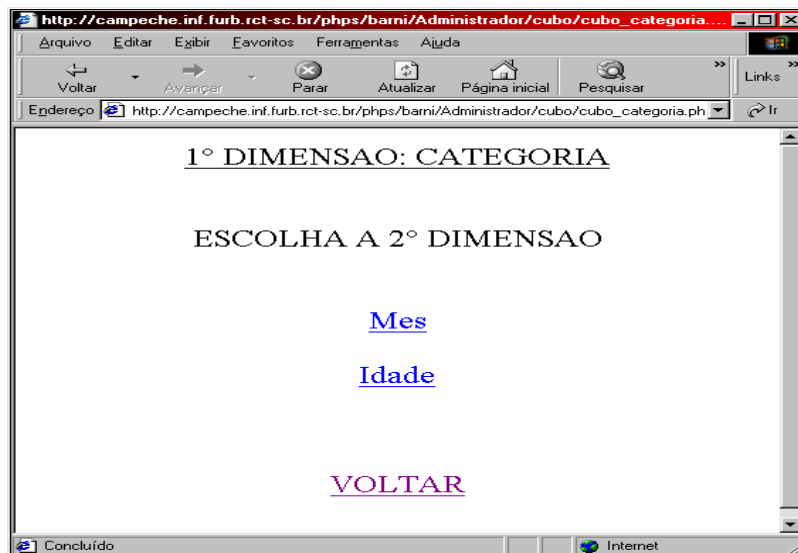 http://campeche.inf.furb.rct-sc.br/phps/barni/Administrador/cubo/cubo_categoria....
Arquivo Editar Exibir Favoritos Ferramentas Ajuda
Voltar Avançar Parar Atualizar Página inicial Pesquisar » Links »
Endereço http://campeche.inf.furb.rct-sc.br/phps/barni/Administrador/cubo/cubo_categoria.ph Ir
1° DIMENSAO: CATEGORIA
ESCOLHA A 2° DIMENSAO
Mes
Idade
VOLTAR
Concluído Internet